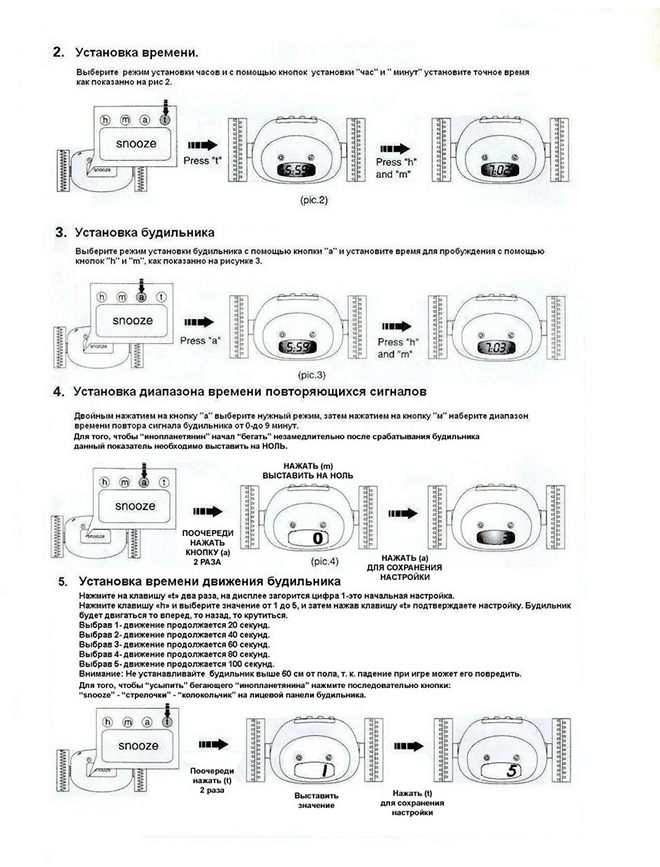 2. Установка времени.
Выберите режим установки часов и с помощью кнопок установки "час" и " минут" установите точное время
как показанно на рис 2.
h m a t
snooze
snooze
Press "t"
5:59
Press "h"
and "m"
7:02
(pic.2)
3. Установка будильника
Выберите режим установки будильника с помощью кнопки "а" и установите время для пробуждения с помощью
кнопок "h" и "m", как показанно на рисунке 3.
h m a t
snooze
snooze
Press "a"
5:59
Press "h"
and "m"
7:03
(pic.3)
4. Установка диапазона времени повторяющихся сигналов
Двойным нажатием на кнопку "а" выберите нужный режим, затем нажатием на кнопку "м" наберите диапазон
времени повтора сигнала будильника от 0-до 9 минут.
Для того, чтобы “инопланетянин” начал “бегать” незамедлительно после срабатывания будильника
данный показатель необходимо выставить на НОЛЬ.
НАЖАТЬ (m)
ВЫСТАВИТЬ НА НОЛЬ
h m a t
snooze
snooze
ПООЧЕРЕДИ
НАЖАТЬ
КНОПКУ (а)
2 РАЗА
0
(pic.4)
НАЖАТЬ (а)
ДЛЯ СОХРАНЕНИЯ
НАСТРОЙКИ
5. Установка времени движения будильника
Нажмите на клавишу «t» два раза, на дисплее загорится цифра 1-это начальная настройка.
Нажмите клавишу «h» и выберите значение от 1 до 5, и затем нажав клавишу «t» подтверждаете настройку. Будильник
будет двигаться то вперед, то назад, то крутиться.
Выбрав 1- движение продолжается 20 секунд.
Выбрав 2- движение продолжается 40 секунд.
Выбрав 3- движение продолжается 60 секунд.
Выбрав 4- движение продолжается 80 секунд.
Выбрав 5- движение продолжается 100 секунд.
Внимание: Не устанавливайте будильник выше 60 см от пола, т. к. падение при игре может его повредить.
Для того, чтобы “усыпить” бегающего “инопланетянина” нажмите последовательно кнопки:
“snooze” - “стрелочки” - “колокольчик” на лицевой панели будильника.
h m a t
snooze
snooze
Поочереди
нажать (t)
2 раза
1
Выставить
значение
5
Нажать (t)
для сохранения
настройки